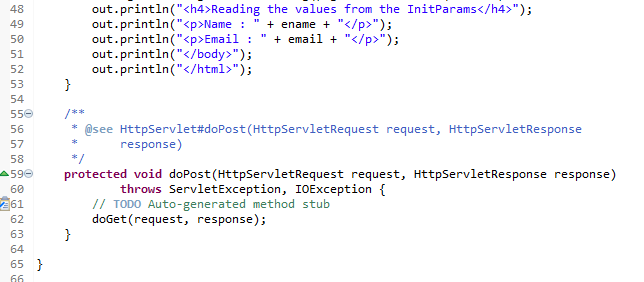 48 out.println("<h4>Reading the values from the InitParams</h4>");
49 out.println("<p>Name : " + ename + "</p>");
50 out.println("<p>Email : " + email + "</p>");
51 out.println("</body>");
52 out.println("</html>");
53 }
54
55 /**
56 * @see HttpServlet#doPost(HttpServletRequest request, HttpServletResponse
57 * response)
58 */
59 protected void doPost(HttpServletRequest request, HttpServletResponse response)
60 throws ServletException, IOException {
61 // TODO Auto-generated method stub
62 doGet(request, response);
63 }
64
65 }
66